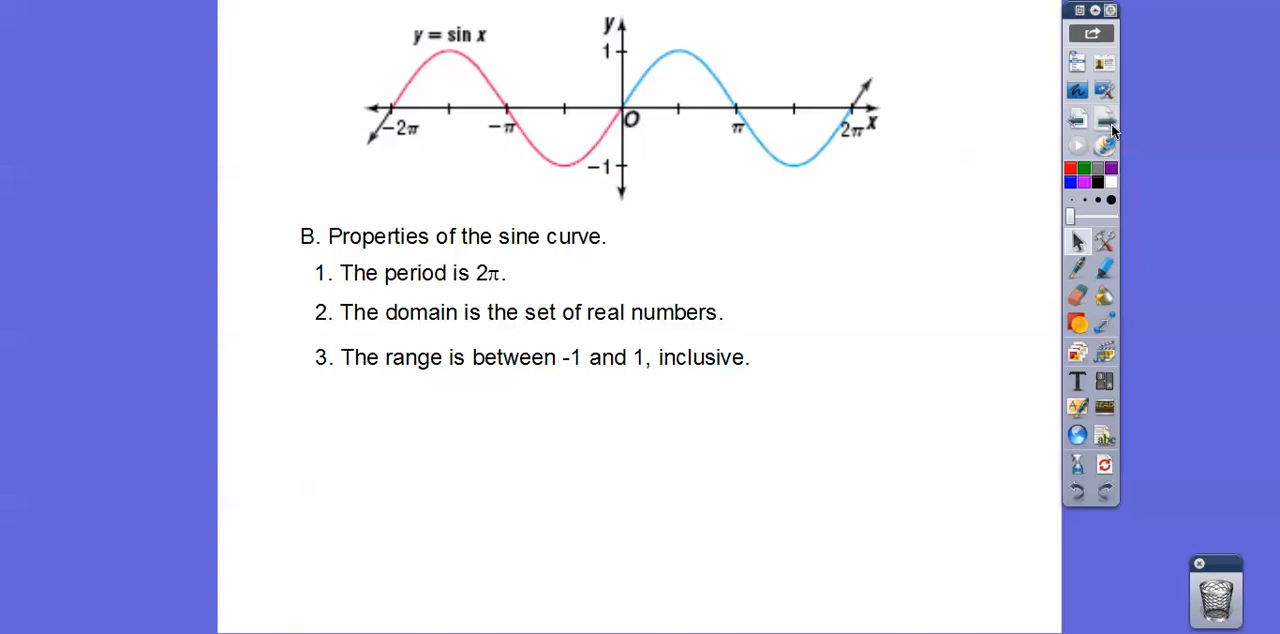 y = sin x
y
1
−2π
−π
O
π
2π
x
−1
B. Properties of the sine curve.
1. The period is 2π.
2. The domain is the set of real numbers.
3. The range is between -1 and 1, inclusive.
T
abc